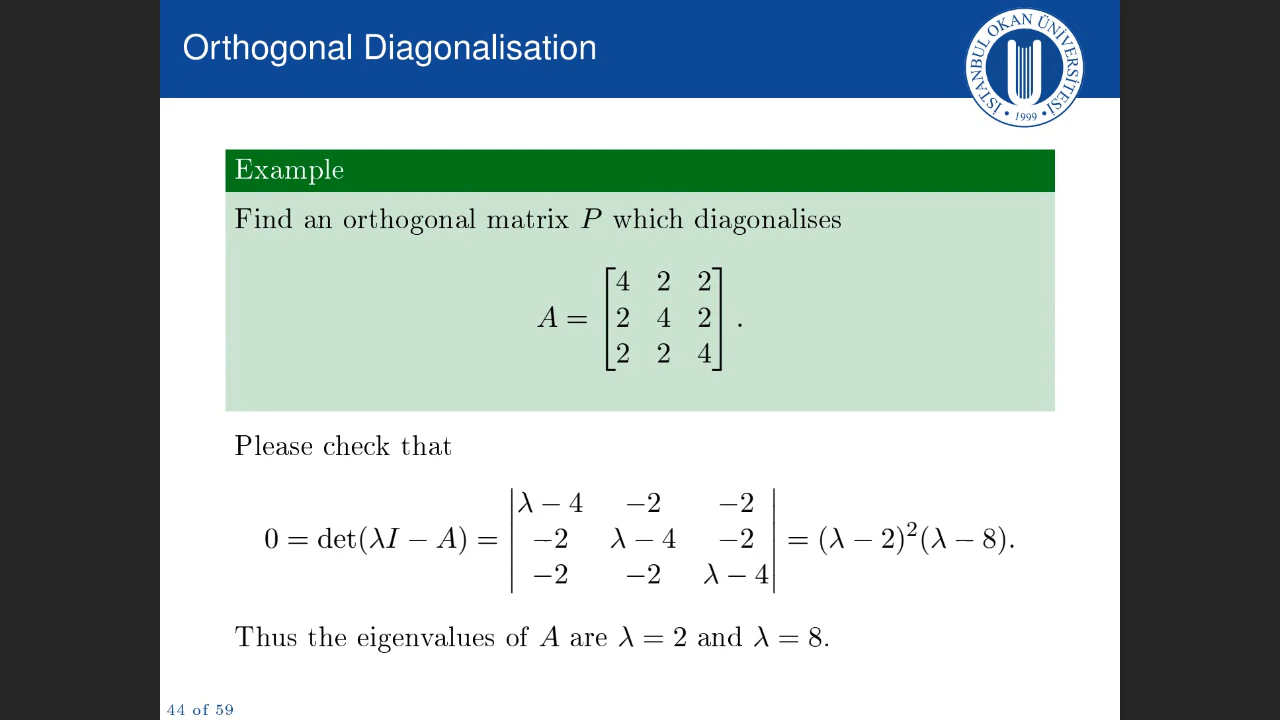 Orthogonal Diagonalisation
İSTANBUL OKAN ÜNİVERSİTESİ
• 1999 •
Example
Find an orthogonal matrix P which diagonalises
A = [4 2 2
2 4 2
2 2 4].
Please check that
0 = det(λI − A) = |λ − 4 −2 −2
−2 λ − 4 −2
−2 −2 λ − 4| = (λ − 2)²(λ − 8).
Thus the eigenvalues of A are λ = 2 and λ = 8.
44 of 59